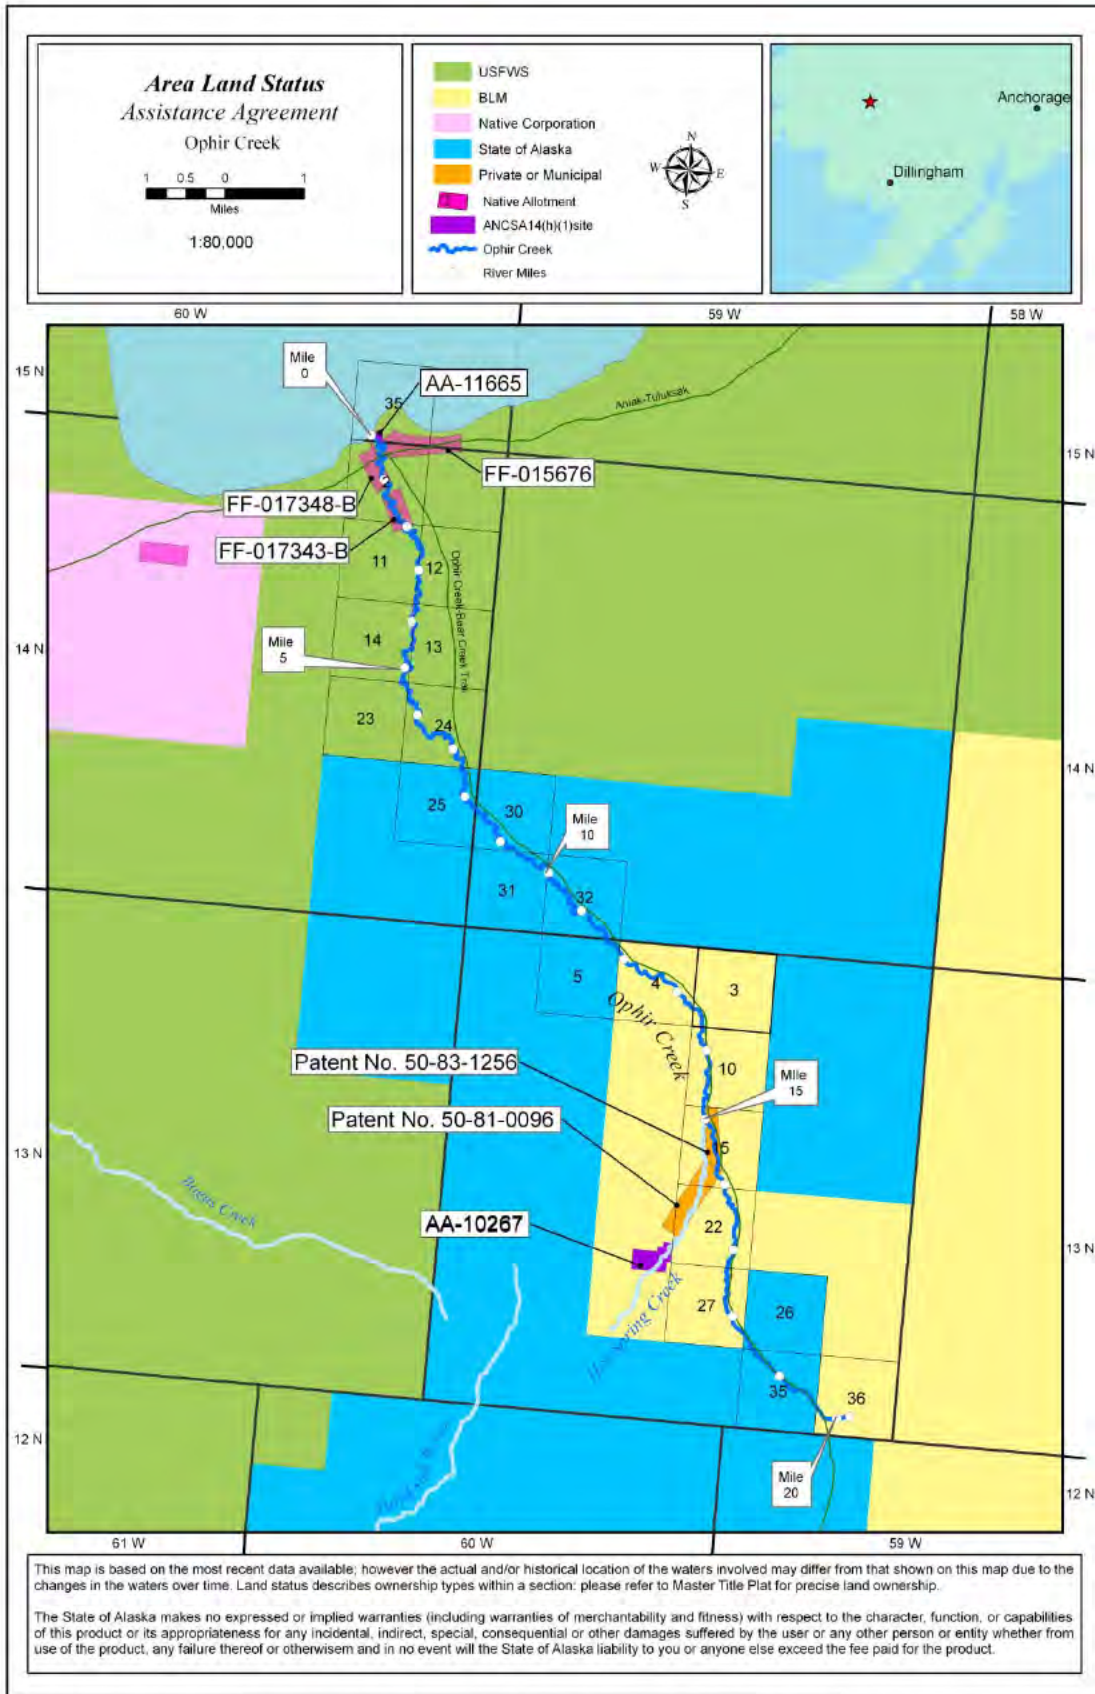 Area Land Status
Assistance Agreement
Ophir Creek
1 0.5 0 1
Miles
1:80,000
USFWS
BLM
Native Corporation
State of Alaska
Private or Municipal
Native Allotment
ANCSA14(h)(1)site
Ophir Creek
River Miles
N
W E
S
Anchorage
Dillingham
60 W 59 W 58 W
15 N
Mile
0
35
AA-11665
Aniak-Tuluksak
15 N
FF-015676
FF-017348-B
FF-017343-B
11 12
Ophir Creek-Bear Creek Trail
14 13
Mile
5
14 N
23 24
14 N
25 30
Mile
10
31 32
5 4 3
Ophir Creek
10
Patent No. 50-83-1256
Mile
15
Patent No. 50-81-0096
15
13 N
Bogus Creek
AA-10267
22
13 N
Hot Spring Creek
27 26
35 36
12 N
Mile
20
12 N
61 W 60 W 59 W
This map is based on the most recent data available; however the actual and/or historical location of the waters involved may differ from that shown on this map due to the
changes in the waters over time. Land status describes ownership types within a section: please refer to Master Title Plat for precise land ownership.
The State of Alaska makes no expressed or implied warranties (including warranties of merchantability and fitness) with respect to the character, function, or capabilities
of this product or its appropriateness for any incidental, indirect, special, consequential or other damages suffered by the user or any other person or entity whether from
use of the product, any failure thereof or otherwisem and in no event will the State of Alaska liability to you or anyone else exceed the fee paid for the product.